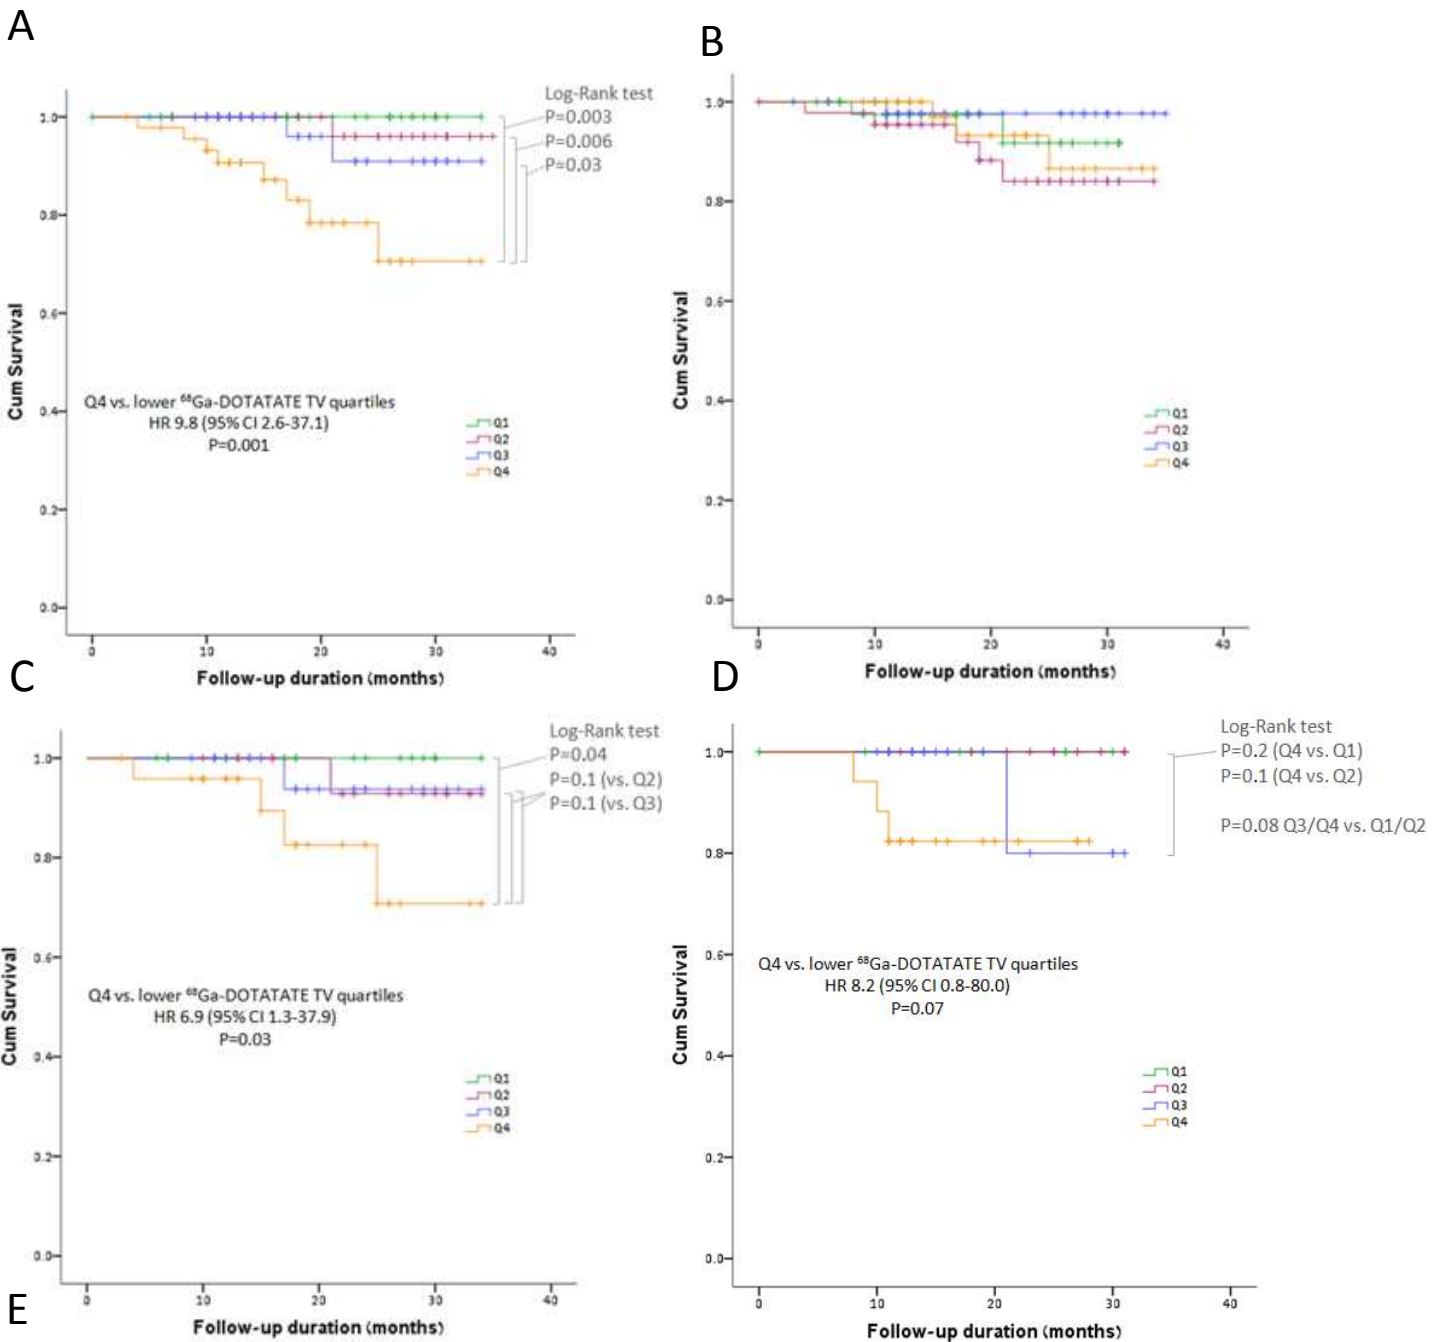 A
Log-Rank test
P=0.003
P=0.006
P=0.03
1.0
0.8
0.6
0.4
0.2
0.0
Cum Survival
Q4 vs. lower ⁶⁸Ga-DOTATATE TV quartiles
HR 9.8 (95% CI 2.6-37.1)
P=0.001
Q1
Q2
Q3
Q4
0 10 20 30 40
Follow-up duration (months)
B
1.0
0.8
0.6
0.4
0.2
0.0
Cum Survival
Q1
Q2
Q3
Q4
0 10 20 30 40
Follow-up duration (months)
C
Log-Rank test
P=0.04
P=0.1 (vs. Q2)
P=0.1 (vs. Q3)
1.0
0.8
0.6
0.4
0.2
0.0
Cum Survival
Q4 vs. lower ⁶⁸Ga-DOTATATE TV quartiles
HR 6.9 (95% CI 1.3-37.9)
P=0.03
Q1
Q2
Q3
Q4
0 10 20 30 40
Follow-up duration (months)
D
Log-Rank test
P=0.2 (Q4 vs. Q1)
P=0.1 (Q4 vs. Q2)
P=0.08 Q3/Q4 vs. Q1/Q2
1.0
0.8
0.6
0.4
0.2
0.0
Cum Survival
Q4 vs. lower ⁶⁸Ga-DOTATATE TV quartiles
HR 8.2 (95% CI 0.8-80.0)
P=0.07
Q1
Q2
Q3
Q4
0 10 20 30 40
Follow-up duration (months)
E